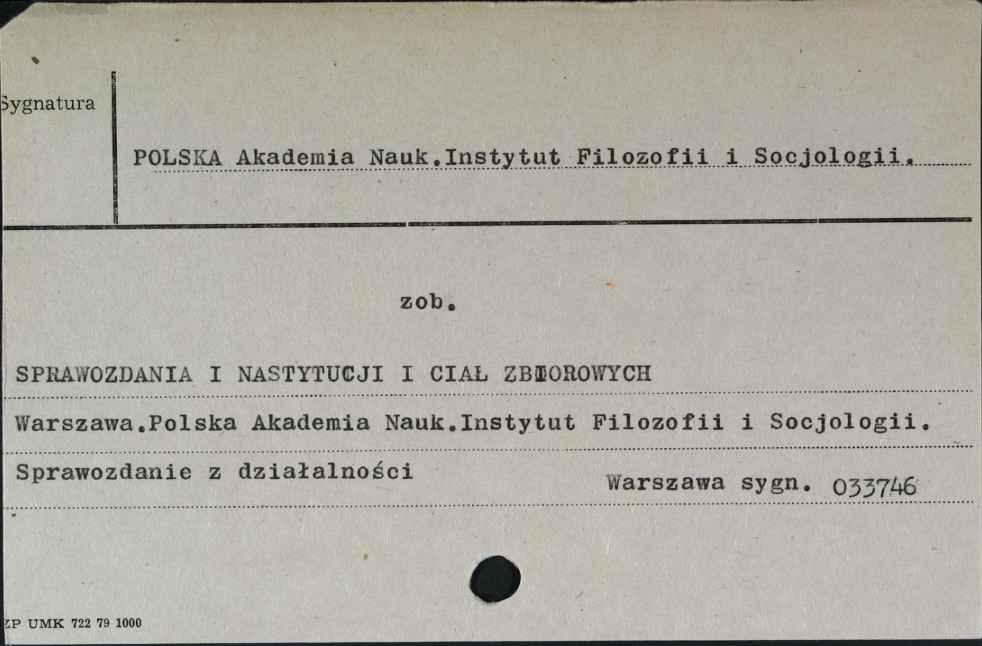 Sygnatura
POLSKA Akademia Nauk.Instytut Filozofii i Socjologii.
zob.
SPRAWOZDANIA I NASTYTUCJI I CIAŁ ZBIOROWYCH
Warszawa.Polska Akademia Nauk.Instytut Filozofii i Socjologii.
Sprawozdanie z działalności Warszawa sygn. 033746
ZP UMK 722 79 1000